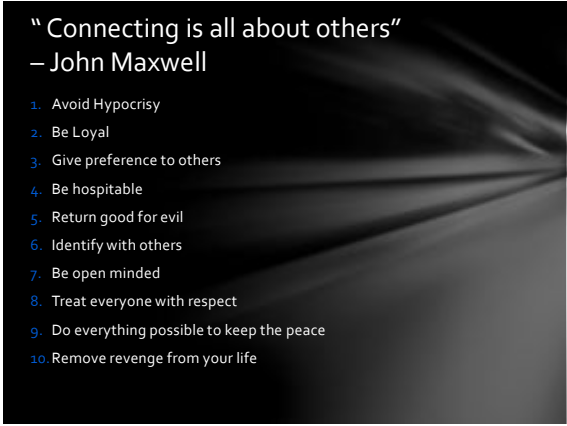 “ Connecting is all about others”
– John Maxwell
1. Avoid Hypocrisy
2. Be Loyal
3. Give preference to others
4. Be hospitable
5. Return good for evil
6. Identify with others
7. Be open minded
8. Treat everyone with respect
9. Do everything possible to keep the peace
10. Remove revenge from your life